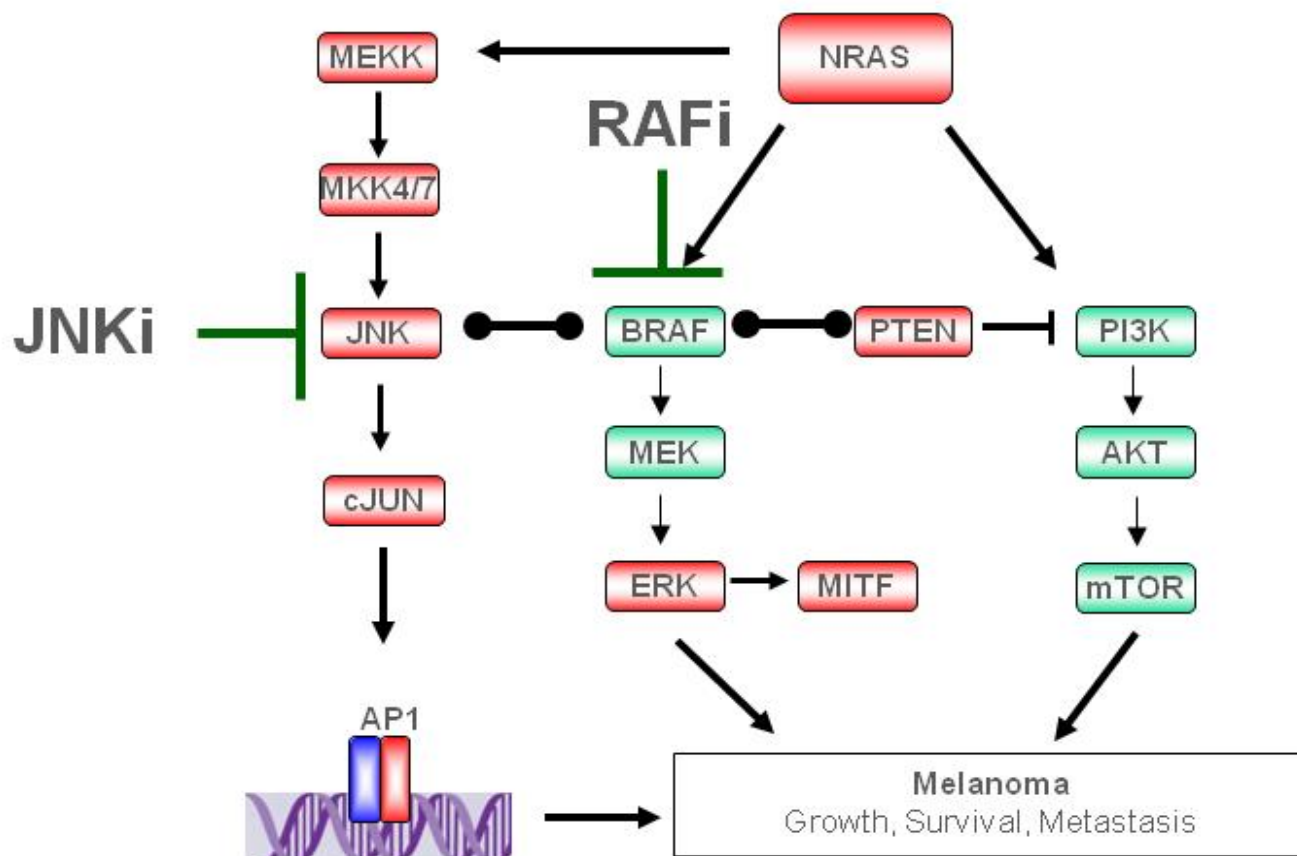 MEKK
NRAS
RAFi
MKK4/7
JNKi
JNK
BRAF
PTEN
PI3K
MEK
AKT
cJUN
ERK
MITF
mTOR
AP1
Melanoma
Growth, Survival, Metastasis